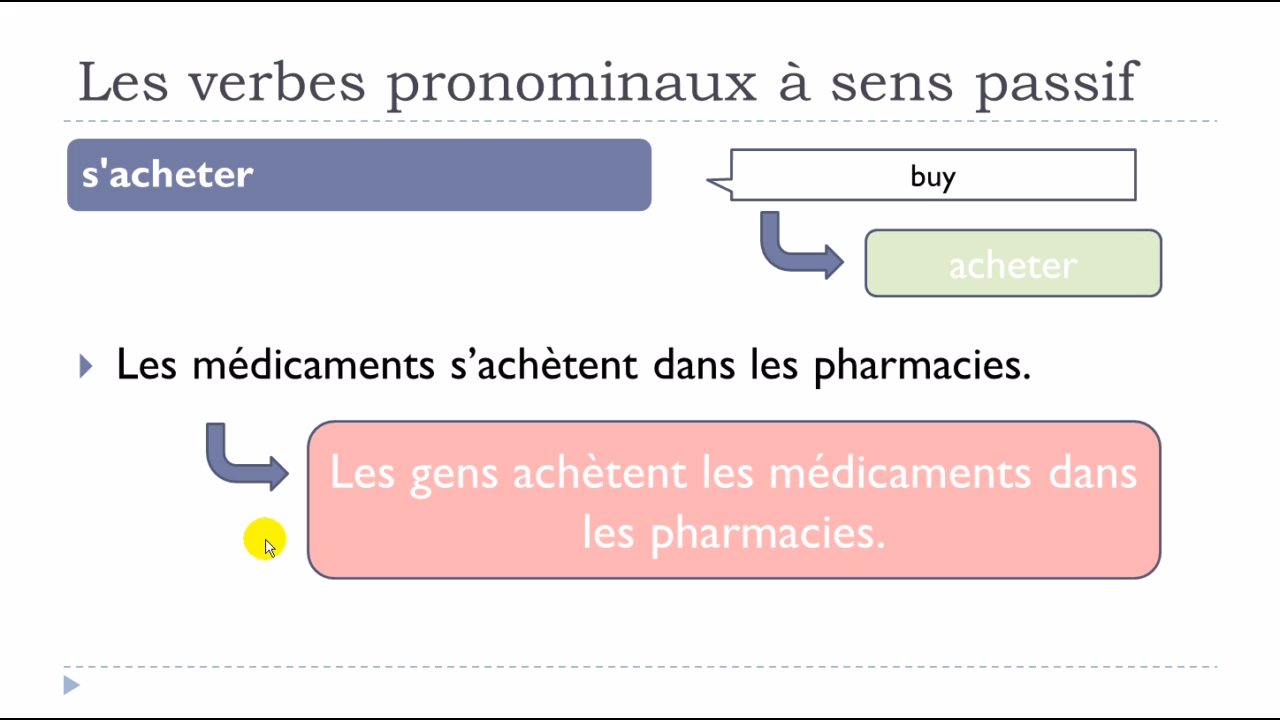 Les verbes pronominaux à sens passif
s'acheter
buy
acheter
Les médicaments s’achètent dans les pharmacies.
Les gens achètent les médicaments dans
les pharmacies.